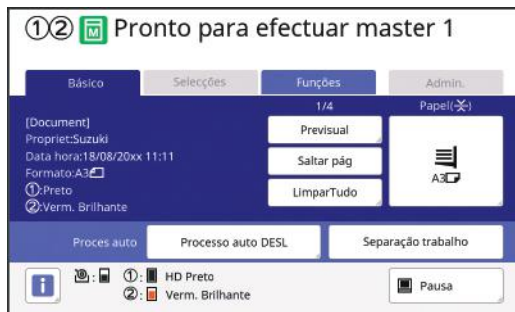 ①② M Pronto para efectuar master 1
Básico Selecções Funções Admin.
1/4 Papel(
[Document]
Propriet:Suzuki
Data hora:18/08/20xx 11:11
Formato:A3
①:Preto
②:Verm. Brilhante
Previsual
Saltar pág
LimparTudo
A3
Proces auto Processo auto DESL Separação trabalho
i : ①: HD Preto
②: Verm. Brilhante
Pausa